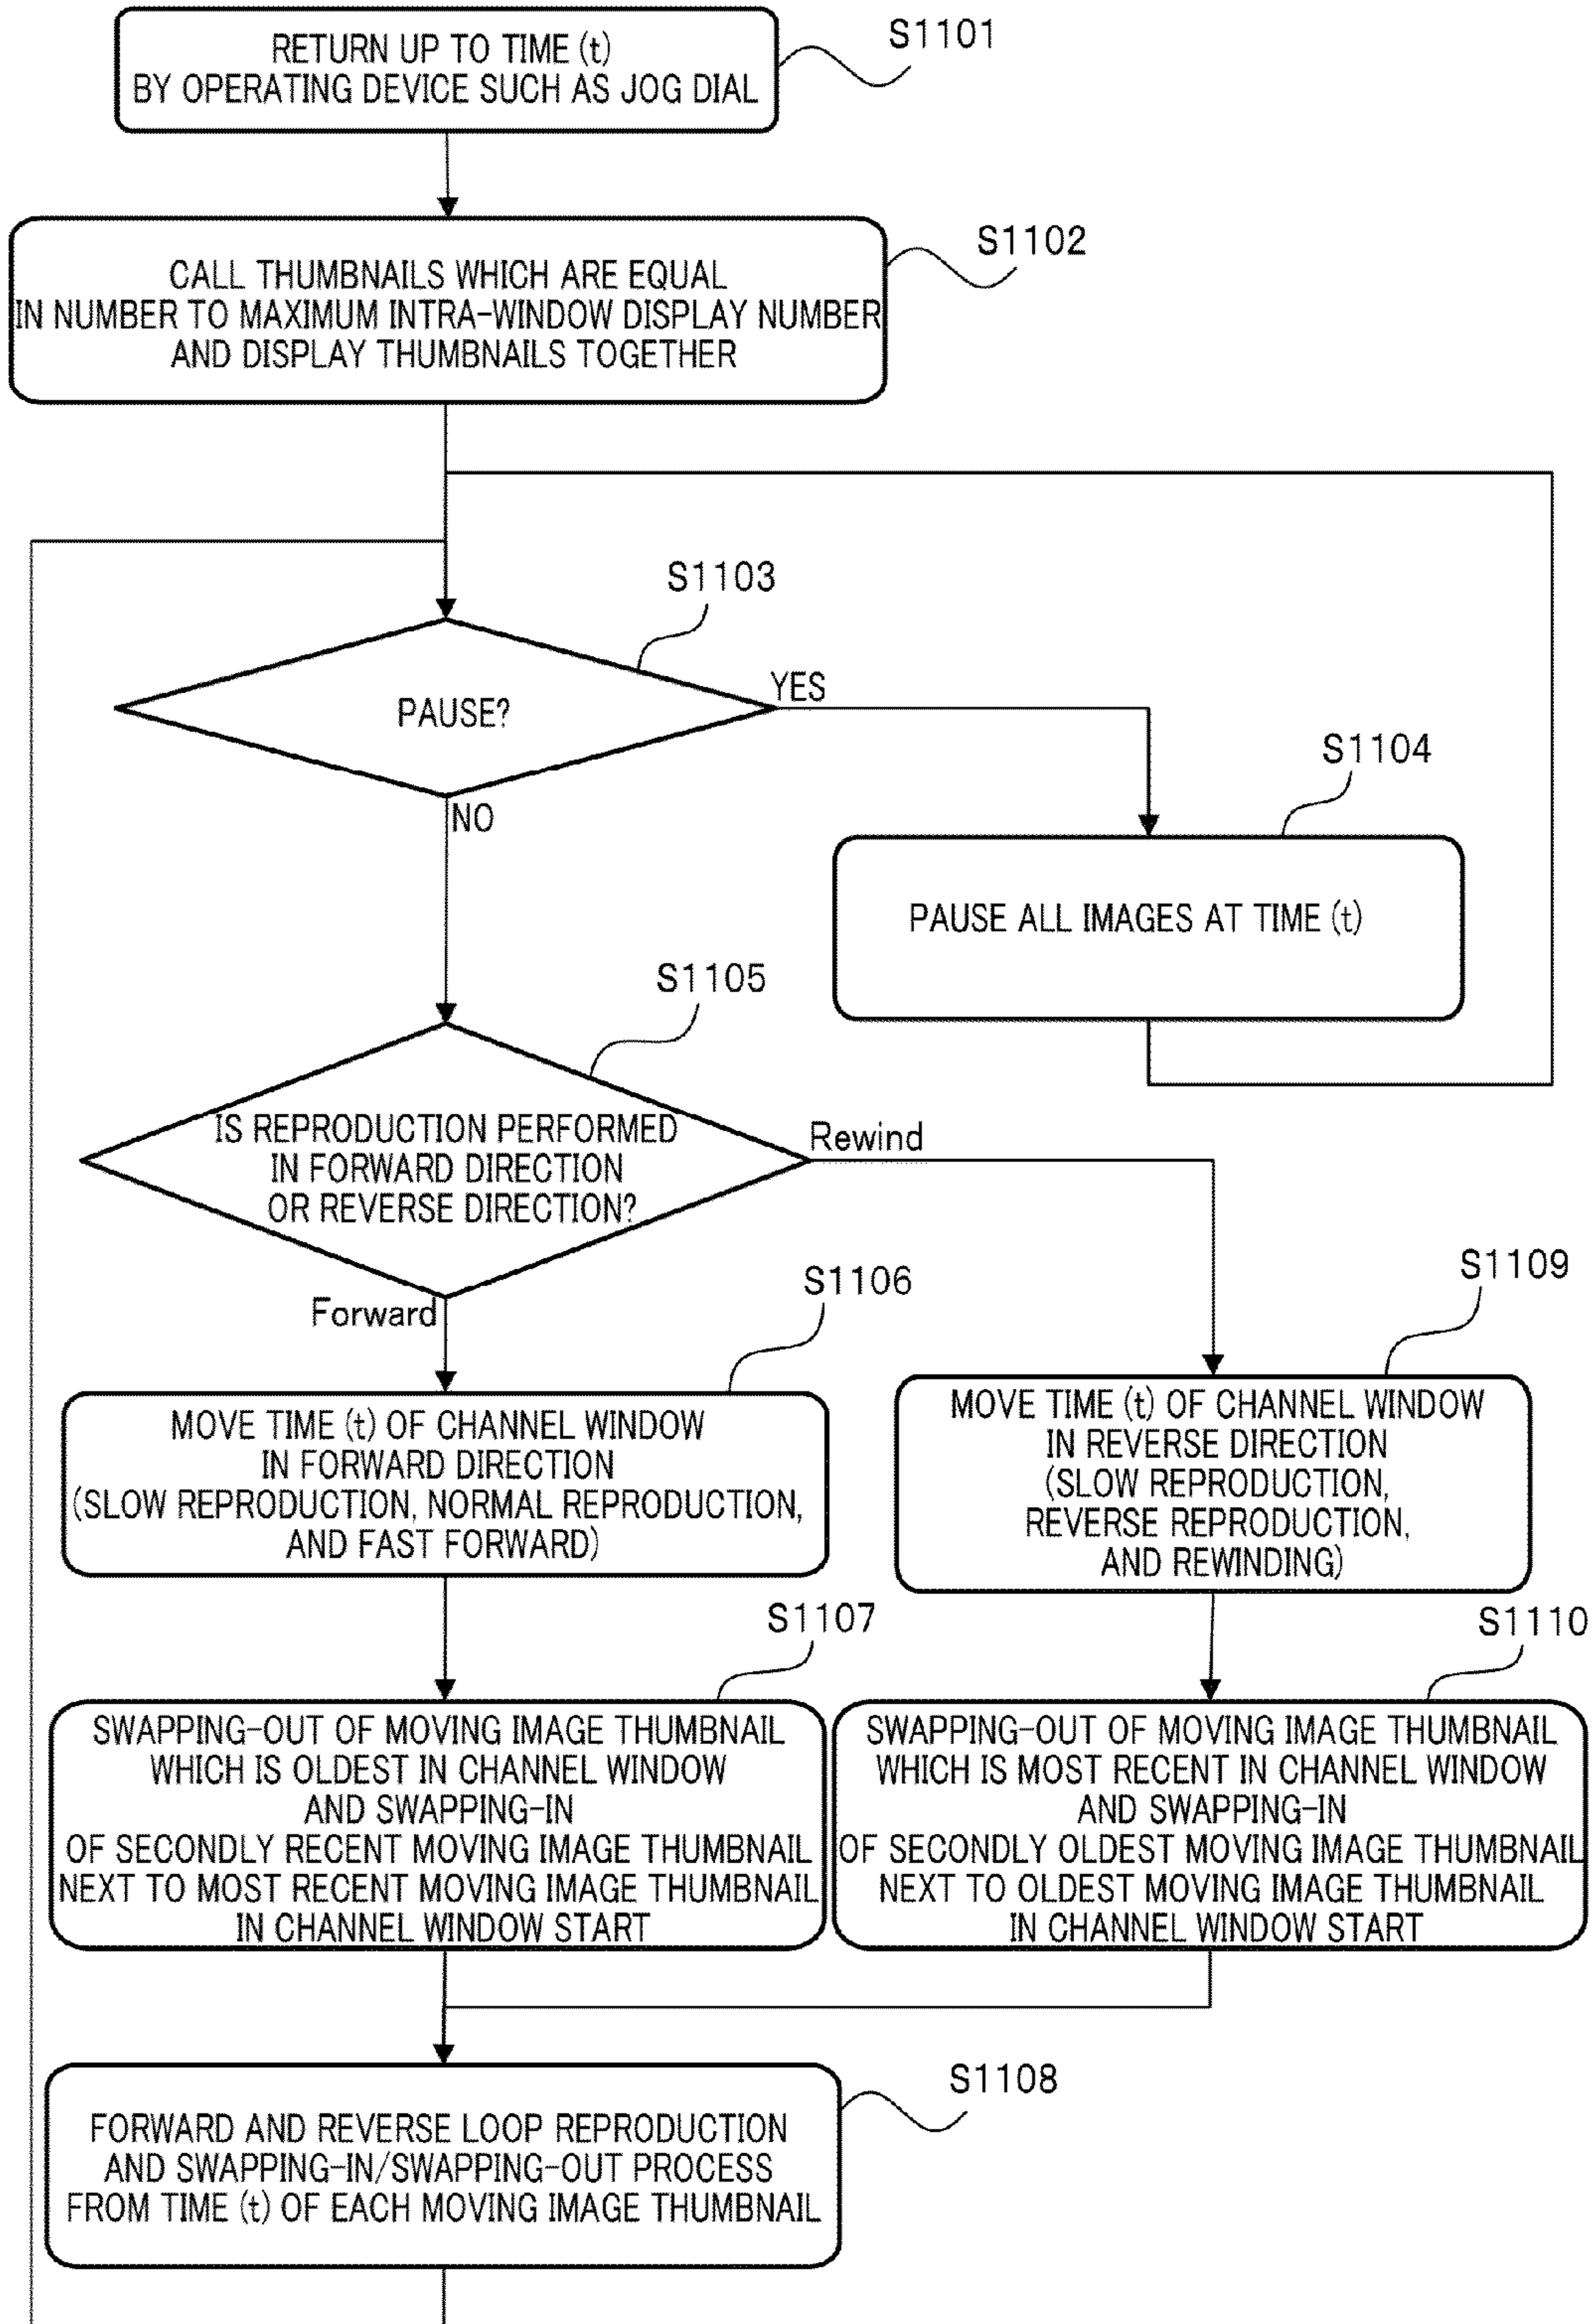 RETURN UP TO TIME (t)
BY OPERATING DEVICE SUCH AS JOG DIAL
S1101
CALL THUMBNAILS WHICH ARE EQUAL
IN NUMBER TO MAXIMUM INTRA-WINDOW DISPLAY NUMBER
AND DISPLAY THUMBNAILS TOGETHER
S1102
S1103
PAUSE?
YES
NO
S1104
PAUSE ALL IMAGES AT TIME (t)
S1105
IS REPRODUCTION PERFORMED
IN FORWARD DIRECTION
OR REVERSE DIRECTION?
Rewind
Forward
S1106
MOVE TIME (t) OF CHANNEL WINDOW
IN FORWARD DIRECTION
(SLOW REPRODUCTION, NORMAL REPRODUCTION,
AND FAST FORWARD)
S1109
MOVE TIME (t) OF CHANNEL WINDOW
IN REVERSE DIRECTION
(SLOW REPRODUCTION,
REVERSE REPRODUCTION,
AND REWINDING)
S1107
SWAPPING-OUT OF MOVING IMAGE THUMBNAIL
WHICH IS OLDEST IN CHANNEL WINDOW
AND SWAPPING-IN
OF SECONDLY RECENT MOVING IMAGE THUMBNAIL
NEXT TO MOST RECENT MOVING IMAGE THUMBNAIL
IN CHANNEL WINDOW START
S1110
SWAPPING-OUT OF MOVING IMAGE THUMBNAIL
WHICH IS MOST RECENT IN CHANNEL WINDOW
AND SWAPPING-IN
OF SECONDLY OLDEST MOVING IMAGE THUMBNAIL
NEXT TO OLDEST MOVING IMAGE THUMBNAIL
IN CHANNEL WINDOW START
S1108
FORWARD AND REVERSE LOOP REPRODUCTION
AND SWAPPING-IN/SWAPPING-OUT PROCESS
FROM TIME (t) OF EACH MOVING IMAGE THUMBNAIL